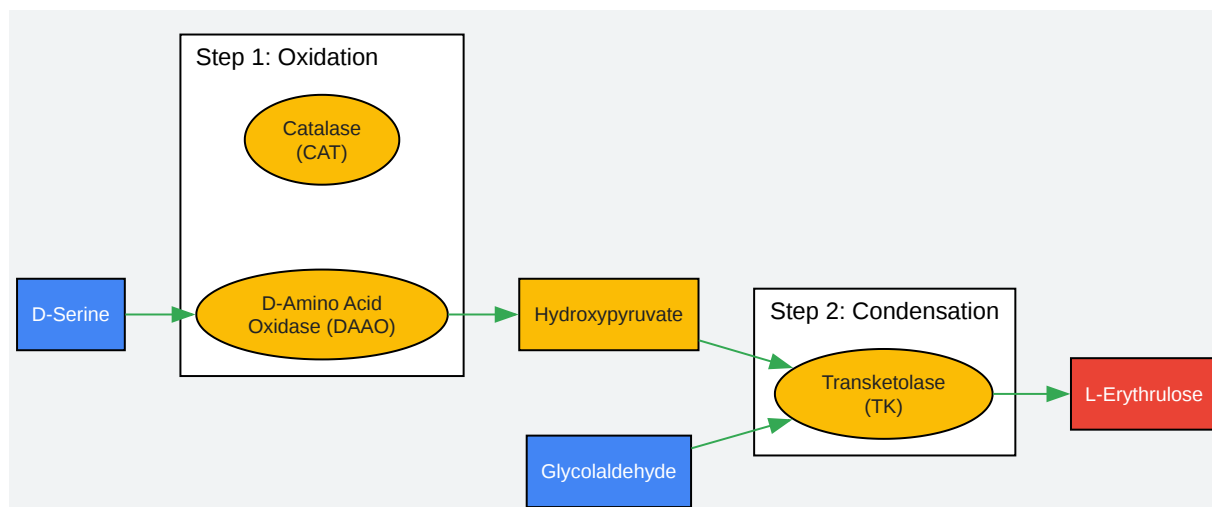 Step 1: Oxidation
Catalase
(CAT)
D-Serine
D-Amino Acid
Oxidase (DAAO)
Hydroxypyruvate
Step 2: Condensation
Transketolase
(TK)
L-Erythrulose
Glycolaldehyde